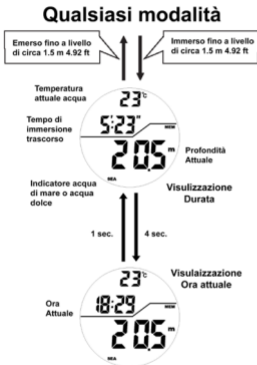 Qualsiasi modalità
Emerso fino a livello
di circa 1.5 m 4.92 ft
Immerso fino a livello
di circa 1.5 m 4.92 ft
Temperatura
attuale acqua
23°c
Tempo di
immersione
trascorso
5:23"
MEM
20.5 m
Profondità
Attuale
SEA
Indicatore acqua
di mare o acqua
dolce
Visulizzazione
Durata
1 sec.
4 sec.
23°c
Visulaizzazione
Ora attuale
Ora
Attuale
18:29
MEM
20.5 m
SEA